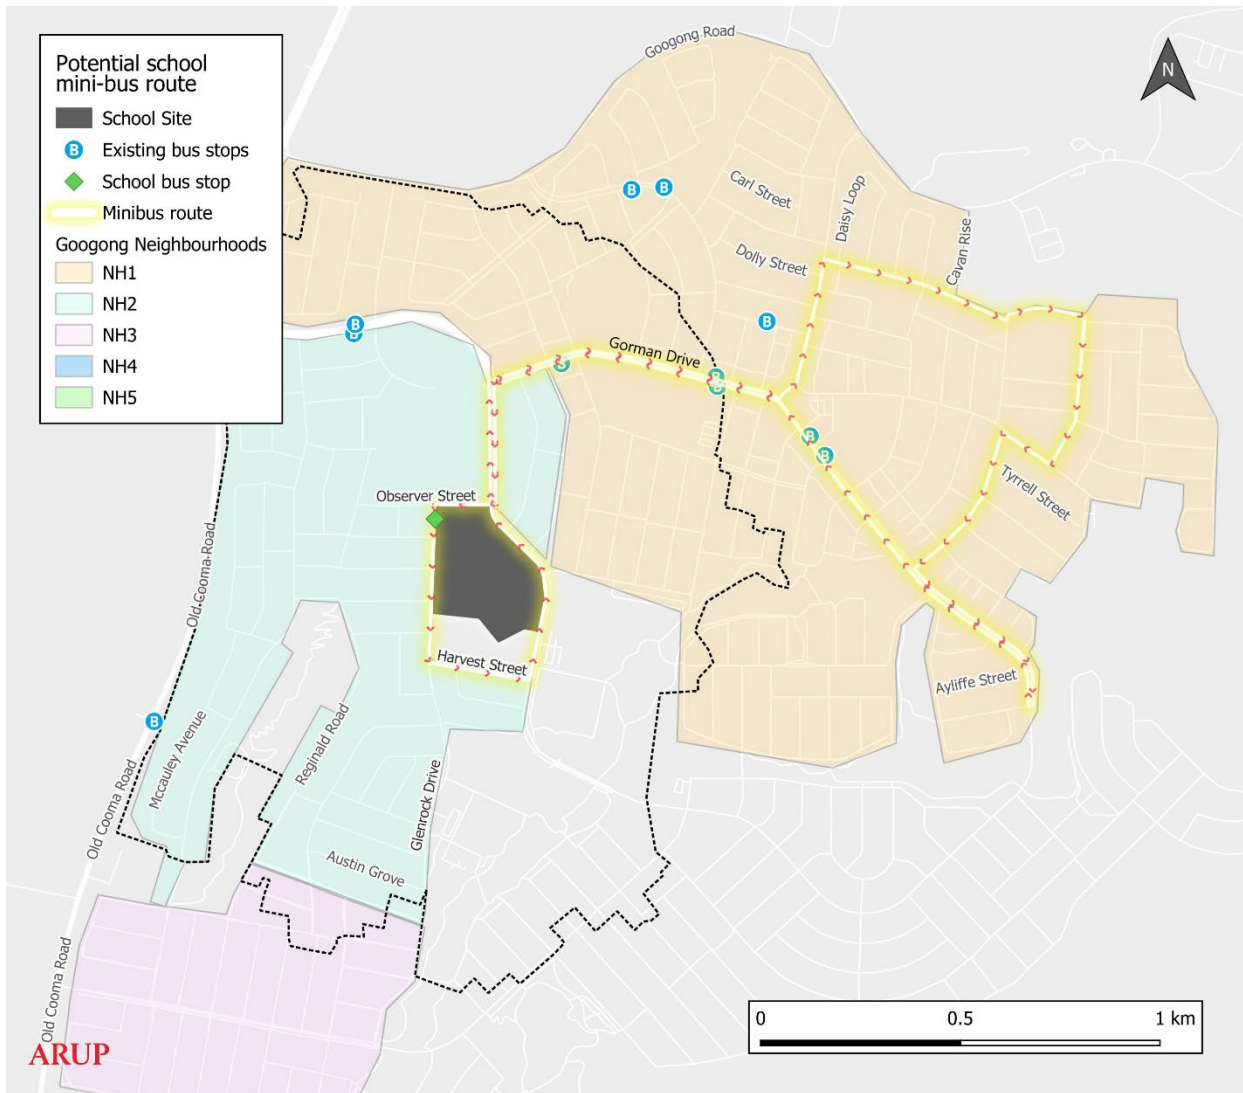 Potential school
mini-bus route
School Site
B Existing bus stops
School bus stop
Minibus route
Googong Neighbourhoods
NH1
NH2
NH3
NH4
NH5
N
Googong Road
Carl Street
Daisy Loop
Dolly Street
Cavan Rise
B
B
B
B
B
Gorman Drive
B
B
B
B
B
Tyrrell Street
Observer Street
Old Cooma Road
Harvest Street
Ayliffe Street
B
Mccauley Avenue
Reginald Road
Old Cooma Road
Glenrock Drive
Austin Grove
Old Cooma Road
ARUP
0 0.5 1 km